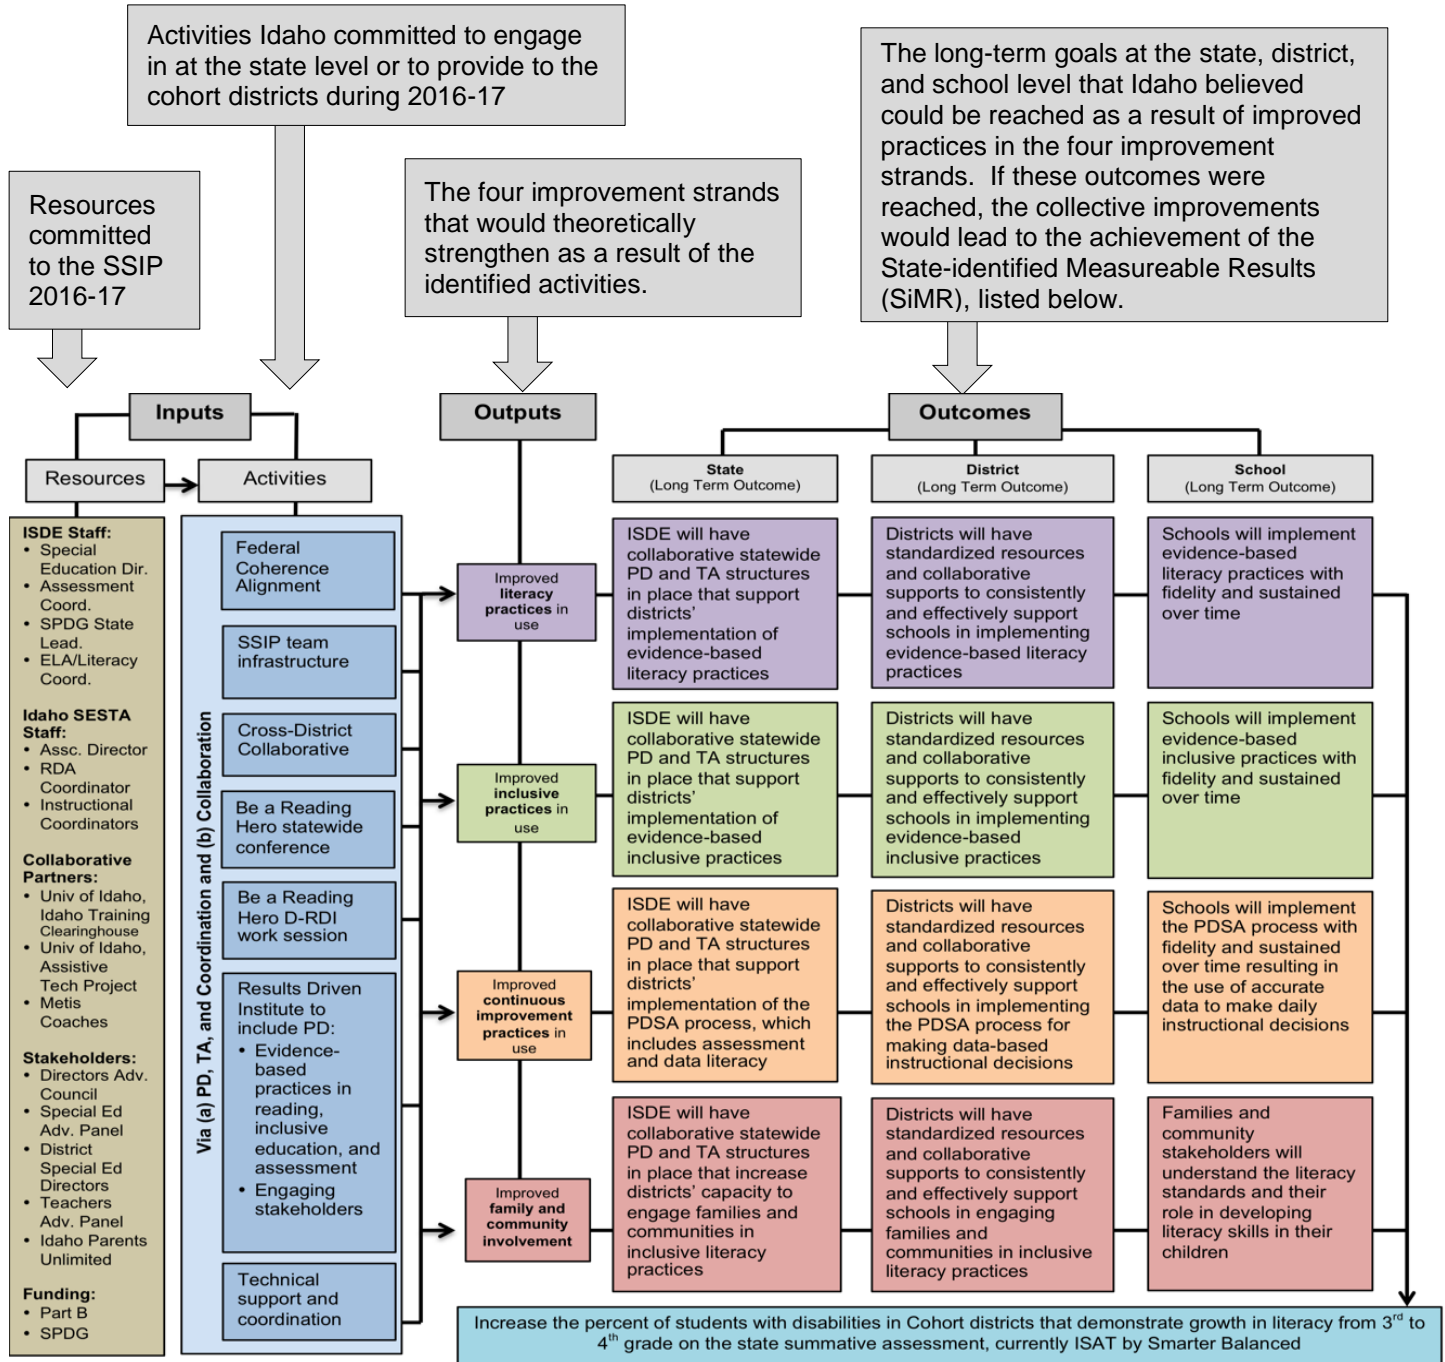 Activities Idaho committed to engage
in at the state level or to provide to the
cohort districts during 2016-17
The long-term goals at the state, district,
and school level that Idaho believed
could be reached as a result of improved
practices in the four improvement
strands.  If these outcomes were
reached, the collective improvements
would lead to the achievement of the
State-identified Measureable Results
(SiMR), listed below.
Resources
committed
to the SSIP
2016-17
The four improvement strands
that would theoretically
strengthen as a result of the
identified activities.
Inputs
Outputs
Outcomes
Resources
Activities
State
(Long Term Outcome)
District
(Long Term Outcome)
School
(Long Term Outcome)
ISDE Staff:
• Special
Education Dir.
• Assessment
Coord.
• SPDG State
Lead.
• ELA/Literacy
Coord.
Idaho SESTA
Staff:
• Assc. Director
• RDA
Coordinator
• Instructional
Coordinators
Collaborative
Partners:
• Univ of Idaho,
Idaho Training
Clearinghouse
• Univ of Idaho,
Assistive
Tech Project
• Metis
Coaches
Stakeholders:
• Directors Adv.
Council
• Special Ed
Adv. Panel
• District
Special Ed
Directors
• Teachers
Adv. Panel
• Idaho Parents
Unlimited
Funding:
• Part B
• SPDG
Via (a) PD, TA, and Coordination and (b) Collaboration
Federal
Coherence
Alignment
SSIP team
infrastructure
Cross-District
Collaborative
Be a Reading
Hero statewide
conference
Be a Reading
Hero D-RDI
work session
Results Driven
Institute to
include PD:
• Evidence-
based
practices in
reading,
inclusive
education, and
assessment
• Engaging
stakeholders
Technical
support and
coordination
Improved
literacy
practices in
use
ISDE will have
collaborative statewide
PD and TA structures
in place that support
districts'
implementation of
evidence-based
literacy practices
Districts will have
standardized resources
and collaborative
supports to consistently
and effectively support
schools in implementing
evidence-based literacy
practices
Schools will implement
evidence-based
literacy practices with
fidelity and sustained
over time
Improved
inclusive
practices in
use
ISDE will have
collaborative statewide
PD and TA structures
in place that support
districts'
implementation of
evidence-based
inclusive practices
Districts will have
standardized resources
and collaborative
supports to consistently
and effectively support
schools in implementing
evidence-based
inclusive practices
Schools will implement
evidence-based
inclusive practices with
fidelity and sustained
over time
Improved
continuous
improvement
practices in
use
ISDE will have
collaborative statewide
PD and TA structures
in place that support
districts'
implementation of the
PDSA process, which
includes assessment
and data literacy
Districts will have
standardized resources
and collaborative
supports to consistently
and effectively support
schools in implementing
the PDSA process for
making data-based
instructional decisions
Schools will implement
the PDSA process with
fidelity and sustained
over time resulting in
the use of accurate
data to make daily
instructional decisions
Improved
family and
community
involvement
ISDE will have
collaborative statewide
PD and TA structures
in place that increase
districts' capacity to
engage families and
communities in
inclusive literacy
practices
Districts will have
standardized resources
and collaborative
supports to consistently
and effectively support
schools in engaging
families and
communities in inclusive
literacy practices
Families and
community
stakeholders will
understand the literacy
standards and their
role in developing
literacy skills in their
children
Increase the percent of students with disabilities in Cohort districts that demonstrate growth in literacy from 3rd to
4th grade on the state summative assessment, currently ISAT by Smarter Balanced